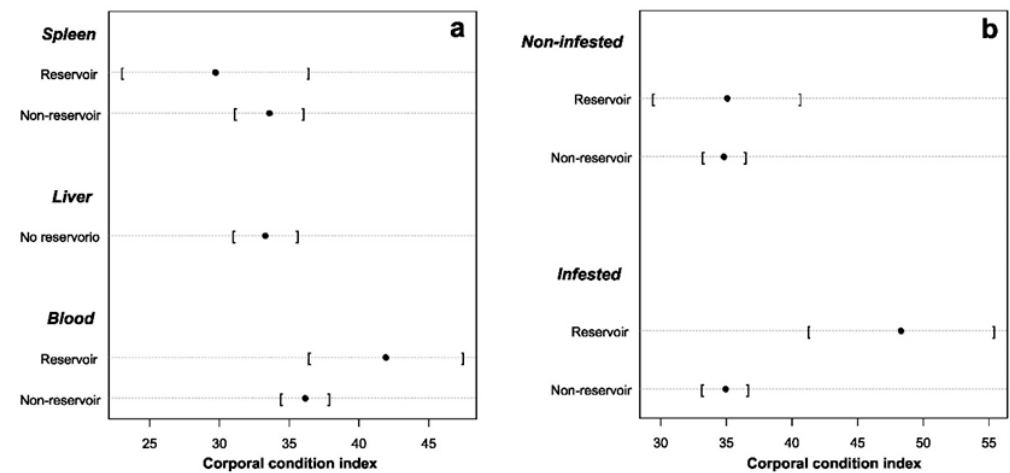 a
Spleen
Reservoir
Non-reservoir
Liver
No reservorio
Blood
Reservoir
Non-reservoir
25 30 35 40 45
Corporal condition index
b
Non-infested
Reservoir
Non-reservoir
Infested
Reservoir
Non-reservoir
30 35 40 45 50 55
Corporal condition index